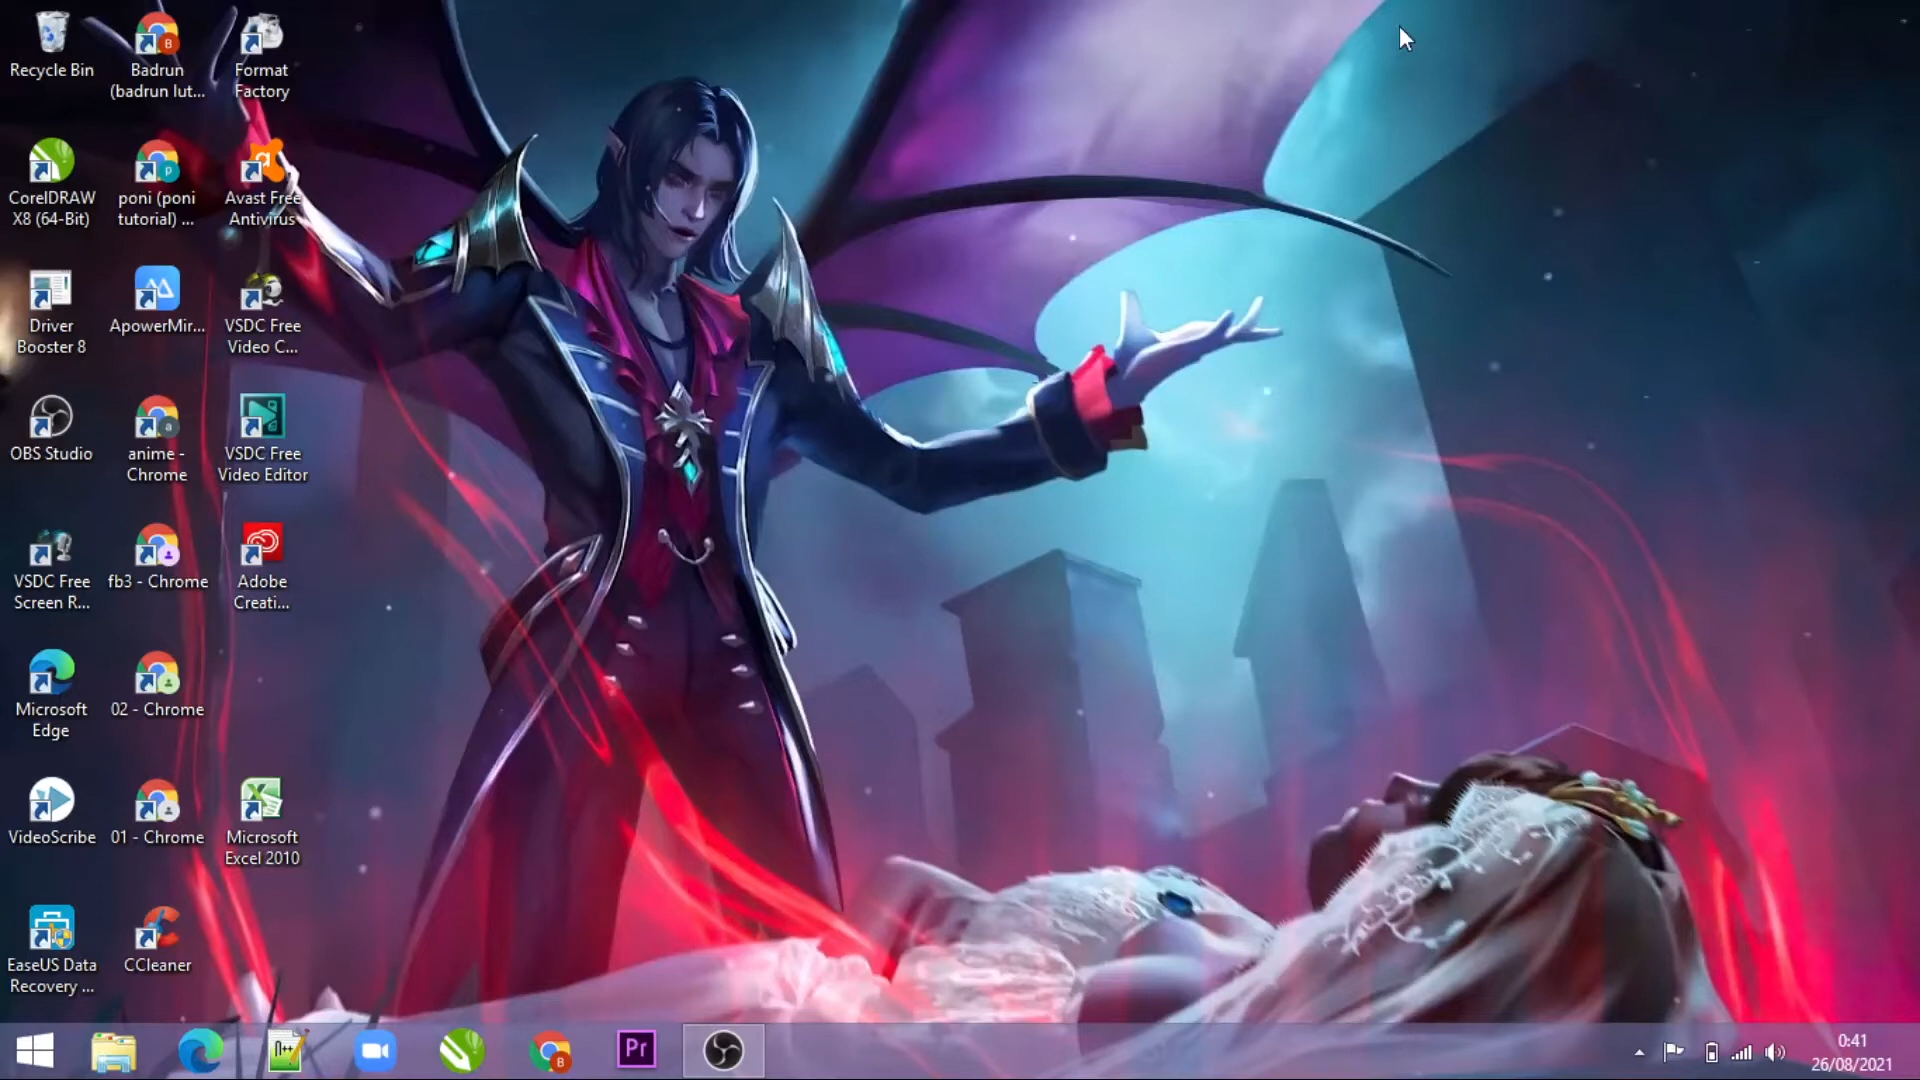 Recycle Bin
Badrun
(badrun lut...
Format
Factory
CorelDRAW
X8 (64-Bit)
poni (poni
tutorial) ...
Avast Free
Antivirus
Driver
Booster 8
ApowerMir...
VSDC Free
Video C...
OBS Studio
anime -
Chrome
VSDC Free
Video Editor
VSDC Free
Screen R...
fb3 - Chrome
Adobe
Creati...
Microsoft
Edge
02 - Chrome
VideoScribe
01 - Chrome
Microsoft
Excel 2010
EaseUS Data
Recovery ...
CCleaner
Pr
0:41
26/08/2021